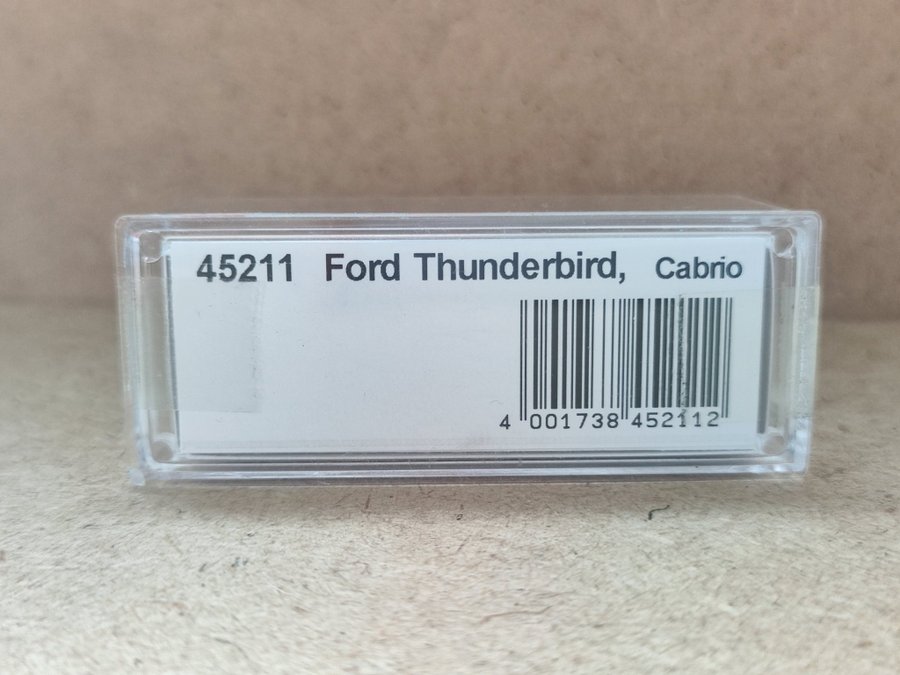 45211 Ford Thunderbird, Cabrio
4 001738 452112